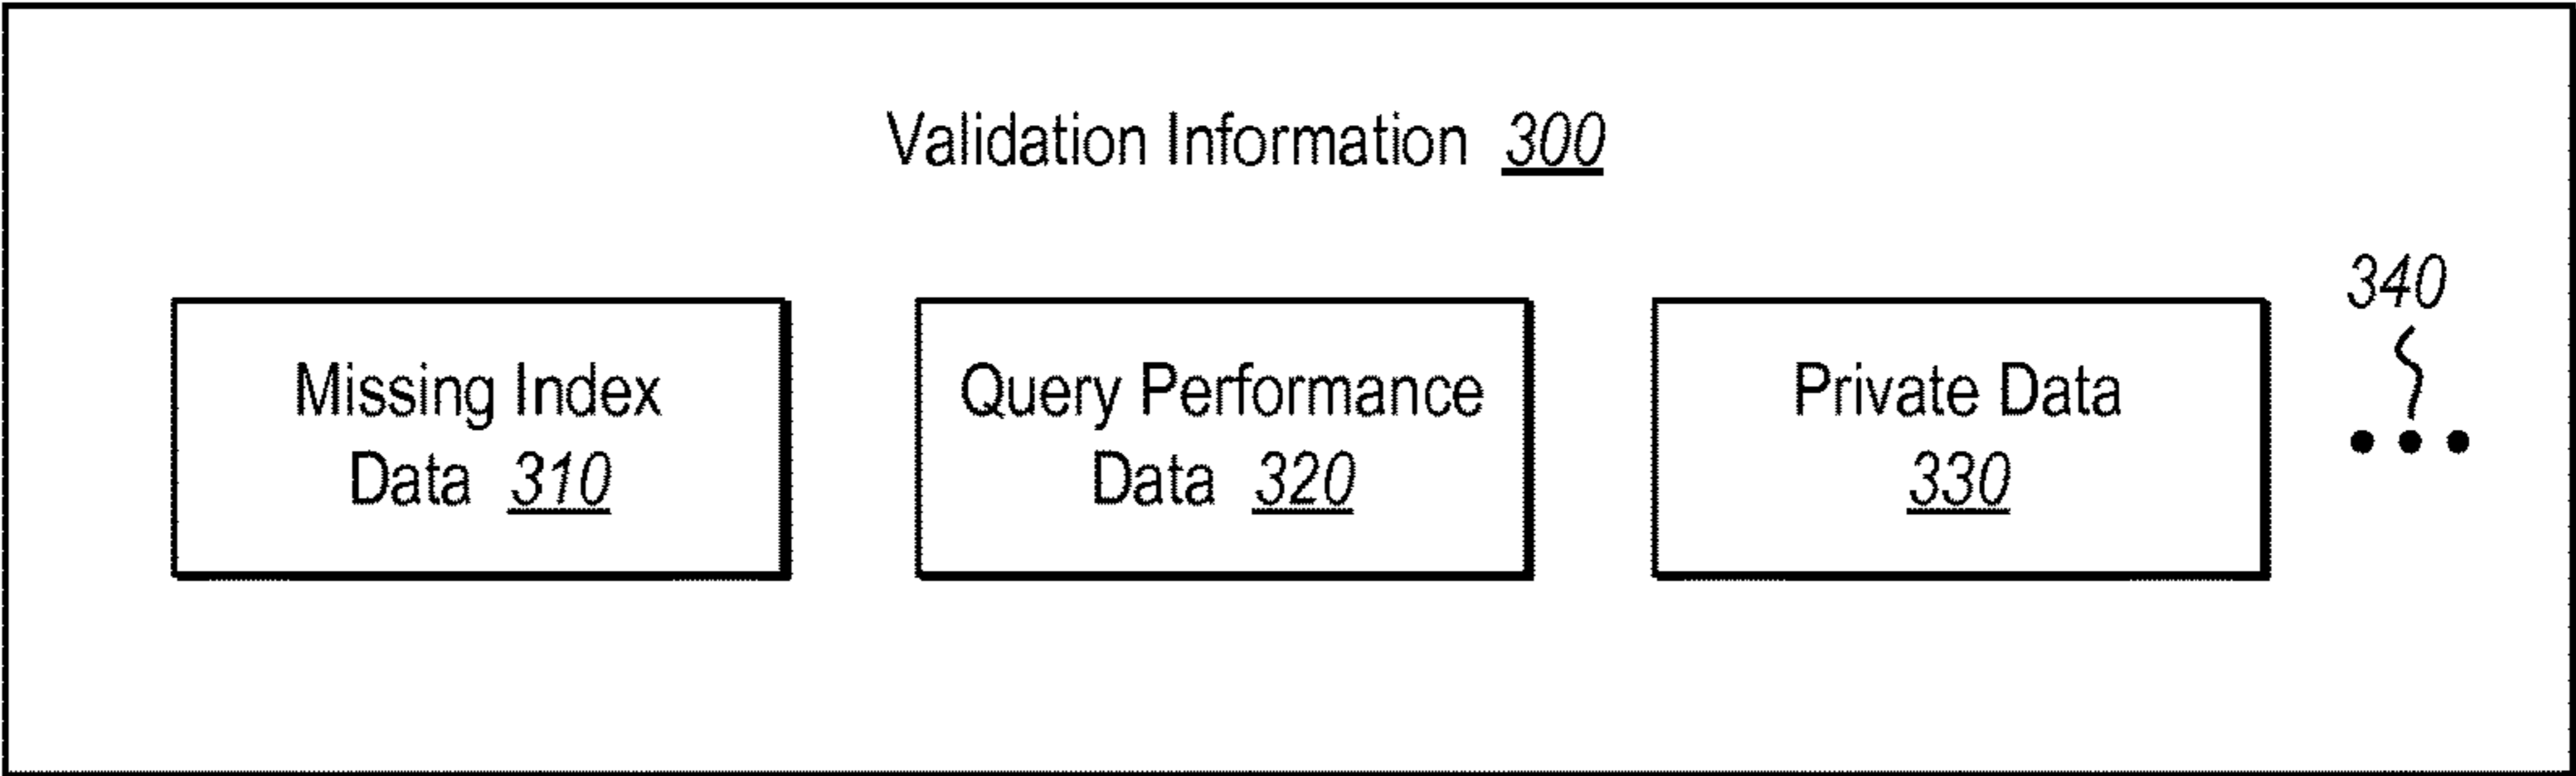 Validation Information 300
340
Missing Index
Data 310
Query Performance
Data 320
Private Data
330